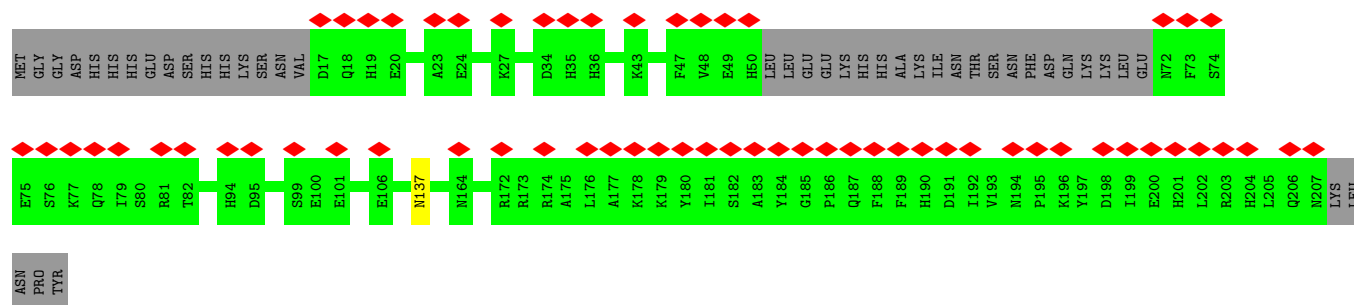 MET GLY GLY ASP HIS HIS HIS GLU ASP SER HIS HIS LYS SER ASN VAL D17 Q18 H19 E20 A23 E24 K27 D34 H35 H36 K43 F47 V48 E49 H50 LEU LEU GLU GLU LYS HIS HIS ALA LYS ILE ASN THR SER ASN PHE ASP GLN LYS LYS LEU GLU N72 F73 S74
E75 S76 K77 Q78 I79 S80 R81 T82 H94 D95 S99 E100 E101 E106 N137 N164 R172 R173 R174 A175 L176 A177 K178 K179 Y180 I181 S182 A183 Y184 G185 P186 Q187 F188 F189 H190 D191 I192 V193 N194 P195 K196 Y197 D198 I199 E200 H201 L202 R203 H204 L205 Q206 N207 LYS LEU
ASN PRO TYR